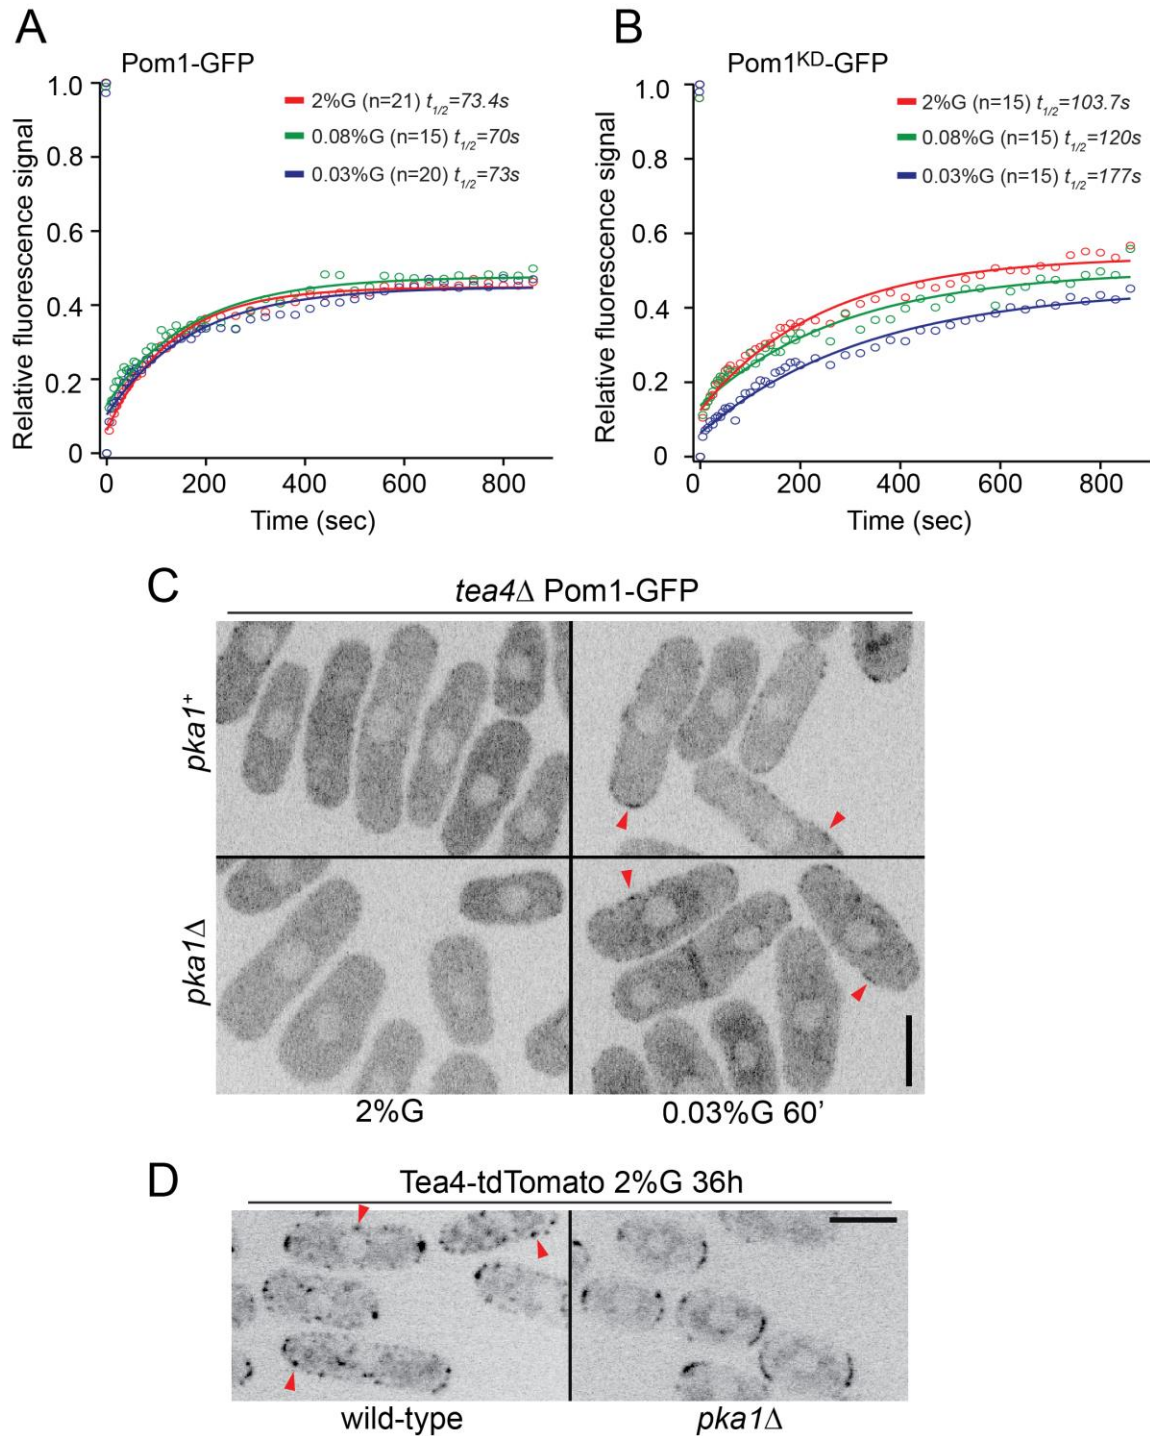 A
Pom1-GFP
Relative fluorescence signal
1.0
0.8
0.6
0.4
0.2
0
2%G (n=21) t1/2=73.4s
0.08%G (n=15) t1/2=70s
0.03%G (n=20) t1/2=73s
0 200 400 600 800
Time (sec)
B
Pom1KD-GFP
Relative fluorescence signal
1.0
0.8
0.6
0.4
0.2
0
2%G (n=15) t1/2=103.7s
0.08%G (n=15) t1/2=120s
0.03%G (n=15) t1/2=177s
0 200 400 600 800
Time (sec)
C
tea4Δ Pom1-GFP
pka1+
pka1Δ
2%G
0.03%G 60’
D
Tea4-tdTomato 2%G 36h
wild-type
pka1Δ